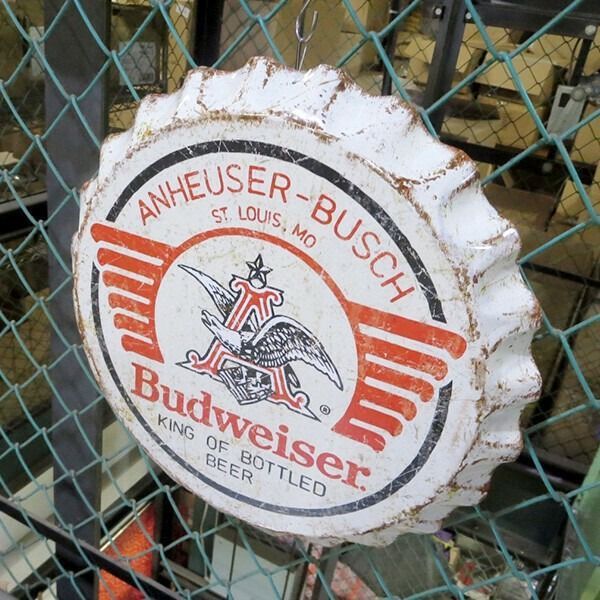 ANHEUSER-BUSCH
ST. LOUIS, MO
A
®
Budweiser.
KING OF BOTTLED
BEER